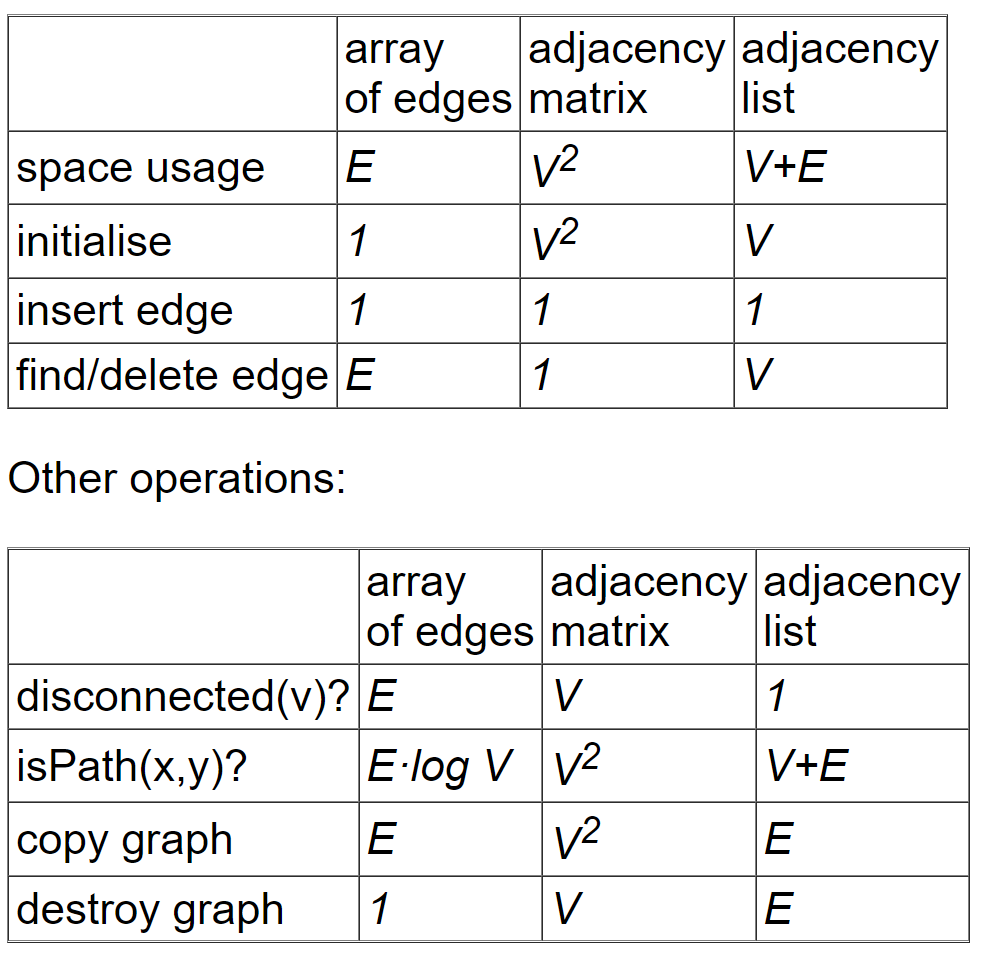 array of edges adjacency matrix adjacency list
space usage E V² V+E
initialise 1 V² V
insert edge 1 1 1
find/delete edge E 1 V
Other operations:
array of edges adjacency matrix adjacency list
disconnected(v)? E V 1
isPath(x,y)? E·log V V² V+E
copy graph E V² E
destroy graph 1 V E